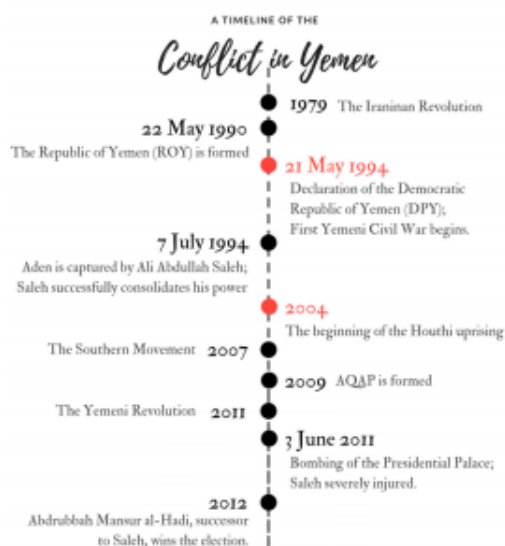 A TIMELINE OF THE
Conflict in Yemen
1979 The Iraninan Revolution
22 May 1990
The Republic of Yemen (ROY) is formed
21 May 1994
Declaration of the Democratic
Republic of Yemen (DPY);
First Yemeni Civil War begins.
7 July 1994
Aden is captured by Ali Abdullah Saleh;
Saleh successfully consolidates his power
2004
The beginning of the Houthi uprising
The Southern Movement 2007
2009 AQAP is formed
The Yemeni Revolution 2011
3 June 2011
Bombing of the Presidential Palace;
Saleh severely injured.
2012
Abdrubbah Mansur al-Hadi, successor
to Saleh, wins the election.